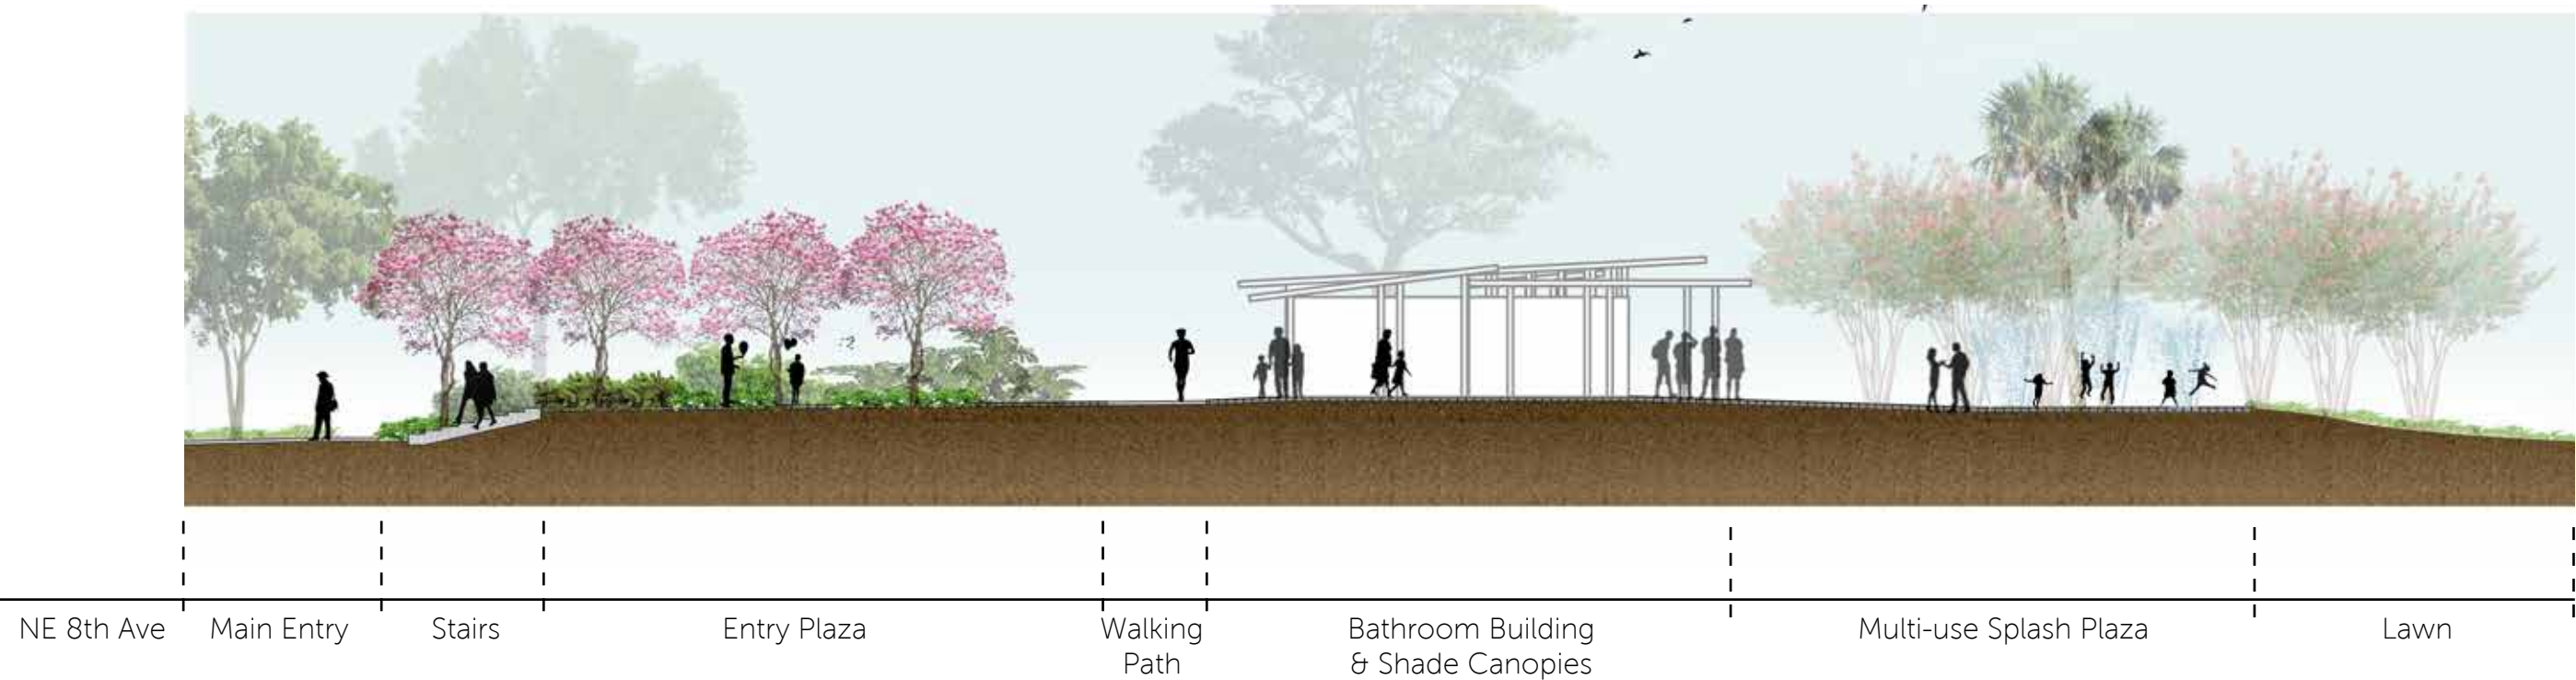 NE 8th Ave
Main Entry
Stairs
Entry Plaza
Walking
Path
Bathroom Building
& Shade Canopies
Multi-use Splash Plaza
Lawn